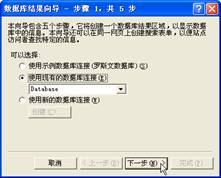 数据库结果向导 - 步骤 1，共 5 步
本向导包含五个步骤，它将创建一个数据库结果区域，以显示数据库中的信息。本向导还可以在同一网页上创建搜索表单，以便站点访问者查找特定的信息。
可以选择:
使用示例数据库连接(罗斯文数据库)(S)
使用现有的数据库连接(E)
Database
使用新的数据库连接(W)
创建(C)...
取消
< 上一步(B)
下一步(N) >
完成(F)